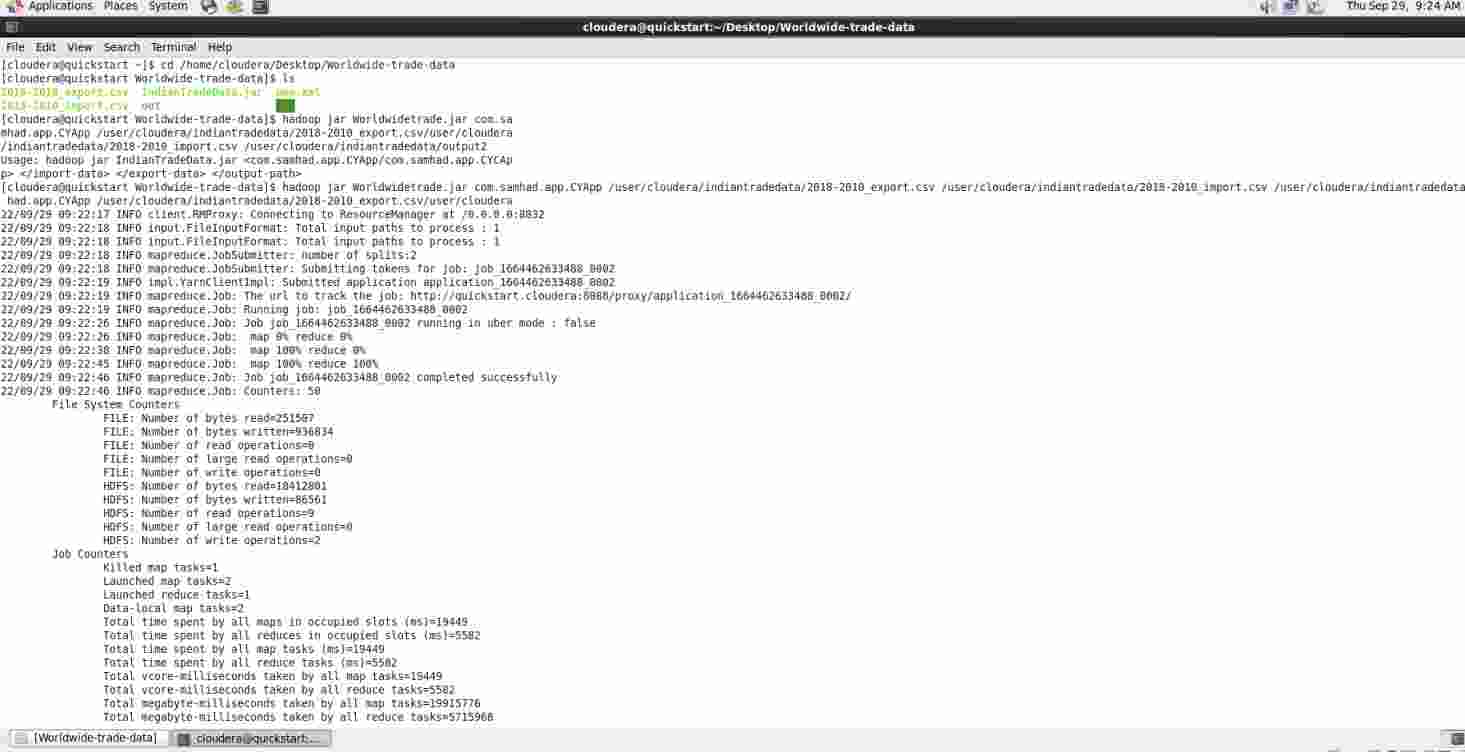 Applications Places System
Thu Sep 29, 9:24 AM
cloudera@quickstart:~/Desktop/Worldwide-trade-data
File Edit View Search Terminal Help
[cloudera@quickstart ~]$ cd /home/cloudera/Desktop/Worldwide-trade-data
[cloudera@quickstart Worldwide-trade-data]$ ls
2018-2010_export.csv IndianTradeData.jar pom.xml
2018-2010_import.csv out
[cloudera@quickstart Worldwide-trade-data]$ hadoop jar Worldwidetrade.jar com.sa
mhad.app.CYApp /user/cloudera/indiantradedata/2018-2010_export.csv/user/cloudera
/indiantradedata/2018-2010_import.csv /user/cloudera/indiantradedata/output2
Usage: hadoop jar IndianTradeData.jar <com.samhad.app.CYApp/com.samhad.app.CYCAp
p> </import-data> </export-data> </output-path>
[cloudera@quickstart Worldwide-trade-data]$ hadoop jar Worldwidetrade.jar com.samhad.app.CYApp /user/cloudera/indiantradedata/2018-2010_export.csv /user/cloudera/indiantradedata/2018-2010_import.csv /user/cloudera/indiantradedata
had.app.CYApp /user/cloudera/indiantradedata/2018-2010_export.csv/user/cloudera
22/09/29 09:22:17 INFO client.RMProxy: Connecting to ResourceManager at /0.0.0.0:8032
22/09/29 09:22:18 INFO input.FileInputFormat: Total input paths to process : 1
22/09/29 09:22:18 INFO input.FileInputFormat: Total input paths to process : 1
22/09/29 09:22:18 INFO mapreduce.JobSubmitter: number of splits:2
22/09/29 09:22:18 INFO mapreduce.JobSubmitter: Submitting tokens for job: job_1664462633488_0002
22/09/29 09:22:19 INFO impl.YarnClientImpl: Submitted application application_1664462633488_0002
22/09/29 09:22:19 INFO mapreduce.Job: The url to track the job: http://quickstart.cloudera:8088/proxy/application_1664462633488_0002/
22/09/29 09:22:19 INFO mapreduce.Job: Running job: job_1664462633488_0002
22/09/29 09:22:26 INFO mapreduce.Job: Job job_1664462633488_0002 running in uber mode : false
22/09/29 09:22:26 INFO mapreduce.Job: map 0% reduce 0%
22/09/29 09:22:38 INFO mapreduce.Job: map 100% reduce 0%
22/09/29 09:22:45 INFO mapreduce.Job: map 100% reduce 100%
22/09/29 09:22:46 INFO mapreduce.Job: Job job_1664462633488_0002 completed successfully
22/09/29 09:22:46 INFO mapreduce.Job: Counters: 50
File System Counters
FILE: Number of bytes read=251507
FILE: Number of bytes written=936834
FILE: Number of read operations=0
FILE: Number of large read operations=0
FILE: Number of write operations=0
HDFS: Number of bytes read=18412801
HDFS: Number of bytes written=86561
HDFS: Number of read operations=9
HDFS: Number of large read operations=0
HDFS: Number of write operations=2
Job Counters
Killed map tasks=1
Launched map tasks=2
Launched reduce tasks=1
Data-local map tasks=2
Total time spent by all maps in occupied slots (ms)=19449
Total time spent by all reduces in occupied slots (ms)=5582
Total time spent by all map tasks (ms)=19449
Total time spent by all reduce tasks (ms)=5582
Total vcore-milliseconds taken by all map tasks=19449
Total vcore-milliseconds taken by all reduce tasks=5582
Total megabyte-milliseconds taken by all map tasks=19915776
Total megabyte-milliseconds taken by all reduce tasks=5715968
[Worldwide-trade-data]
cloudera@quickstart:...